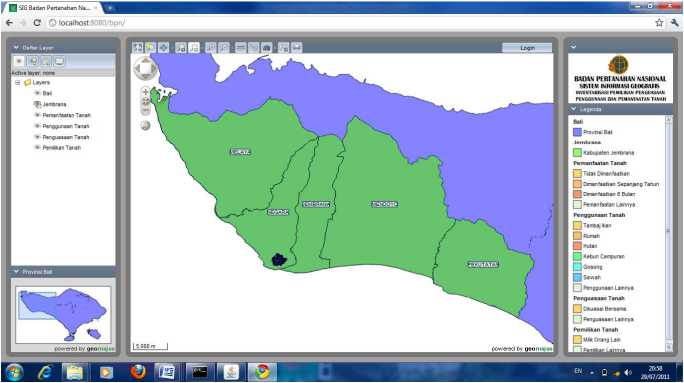 SIG Badan Pertanahan Na...
localhost:8080/bpn/
Daftar Layer
Active layer: none
Layers
Bali
Jembrana
Pemanfaatan Tanah
Penggunaan Tanah
Penguasaan Tanah
Pemilikan Tanah
Provinsi Bali
powered by geomajas
Login
MELAYA
NEGARA
JEMBRANA
MENDOYO
PEKUTATAN
5,000 m
powered by geomajas
BADAN PERTANAHAN NASIONAL
SISTEM INFORMASI GEOGRAFIS
INVENTARISASI PEMILIKAN PENGUASAAN
PENGGUNAAN DAN PEMANFAATAN TANAH
Legenda
Bali
Provinsi Bali
Jembrana
Kabupaten Jembrana
Pemanfaatan Tanah
Tidak Dimanfaatkan
Dimanfaatkan Sepanjang Tahun
Dimanfaatkan 6 Bulan
Pemanfaatan Lainnya
Penggunaan Tanah
Tambak/Ikan
Rumah
Hutan
Kebun Campuran
Gosong
Sawah
Penggunaan Lainnya
Penguasaan Tanah
Dikuasai Bersama
Penguasaan Lainnya
Pemilikan Tanah
Milik Orang Lain
Pemilikan Lainnya
EN
20:58
29/07/2011